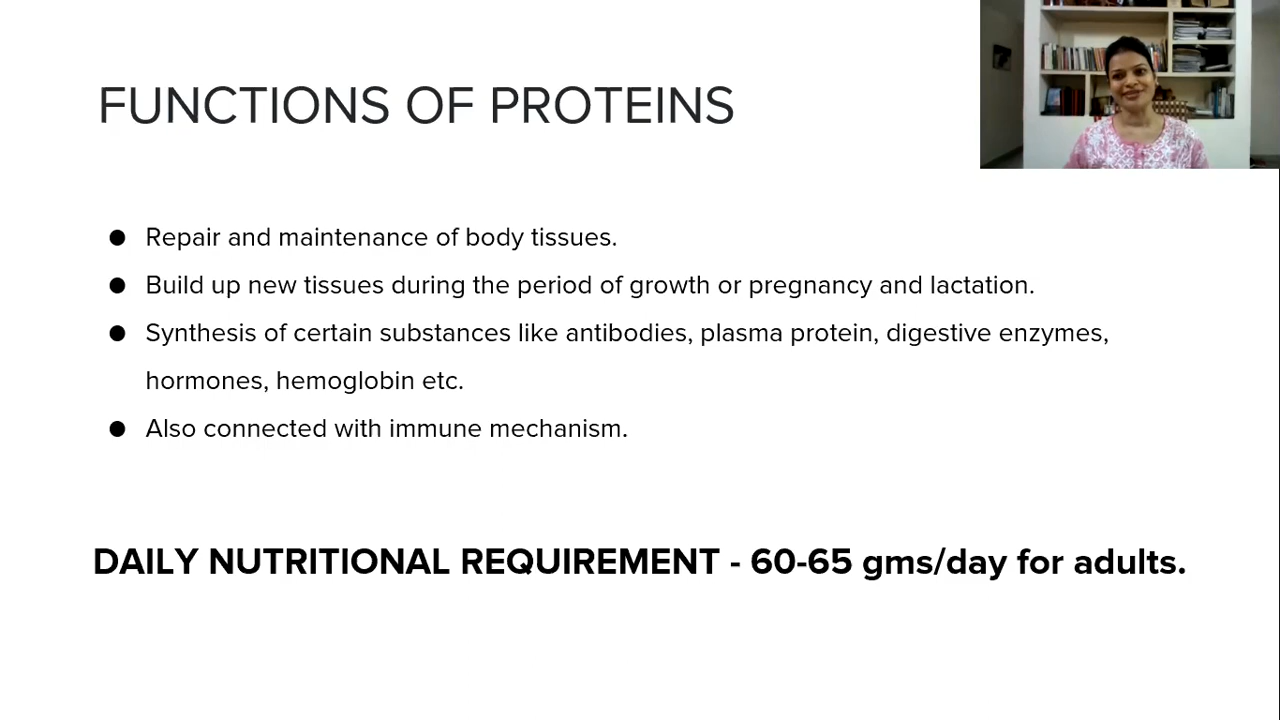 FUNCTIONS OF PROTEINS
● Repair and maintenance of body tissues.
● Build up new tissues during the period of growth or pregnancy and lactation.
● Synthesis of certain substances like antibodies, plasma protein, digestive enzymes,
hormones, hemoglobin etc.
● Also connected with immune mechanism.
DAILY NUTRITIONAL REQUIREMENT - 60-65 gms/day for adults.